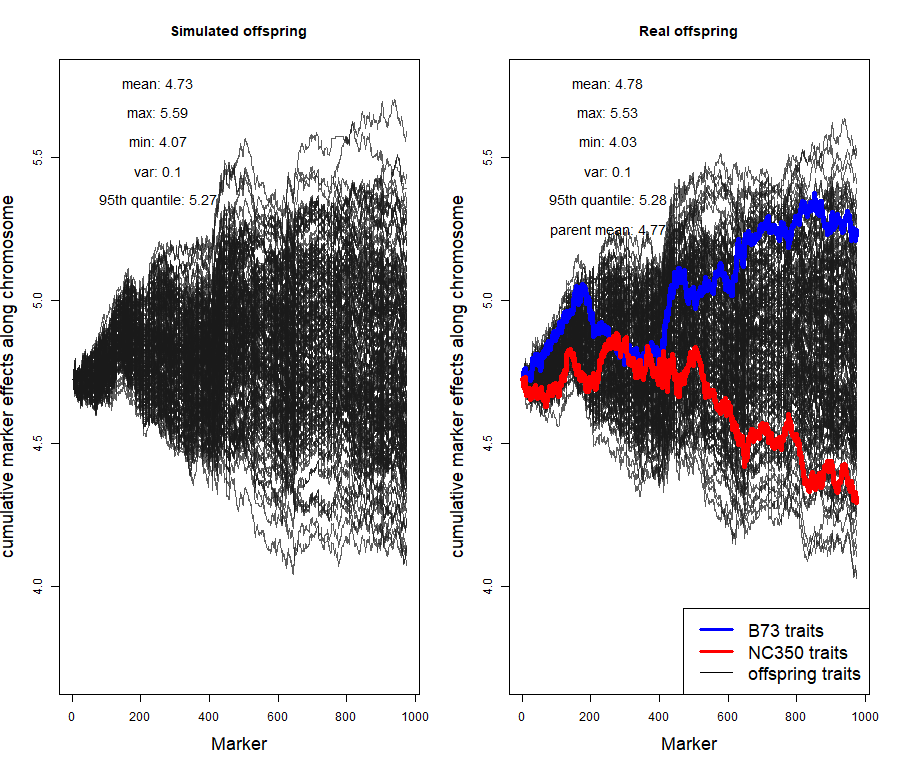 Simulated offspring
mean: 4.73
max: 5.59
min: 4.07
var: 0.1
95th quantile: 5.27
cumulative marker effects along chromosome
5.5
5.0
4.5
4.0
0 200 400 600 800 1000
Marker
Real offspring
mean: 4.78
max: 5.53
min: 4.03
var: 0.1
95th quantile: 5.28
parent mean: 4.77
cumulative marker effects along chromosome
5.5
5.0
4.5
4.0
B73 traits
NC350 traits
offspring traits
0 200 400 600 800 1000
Marker